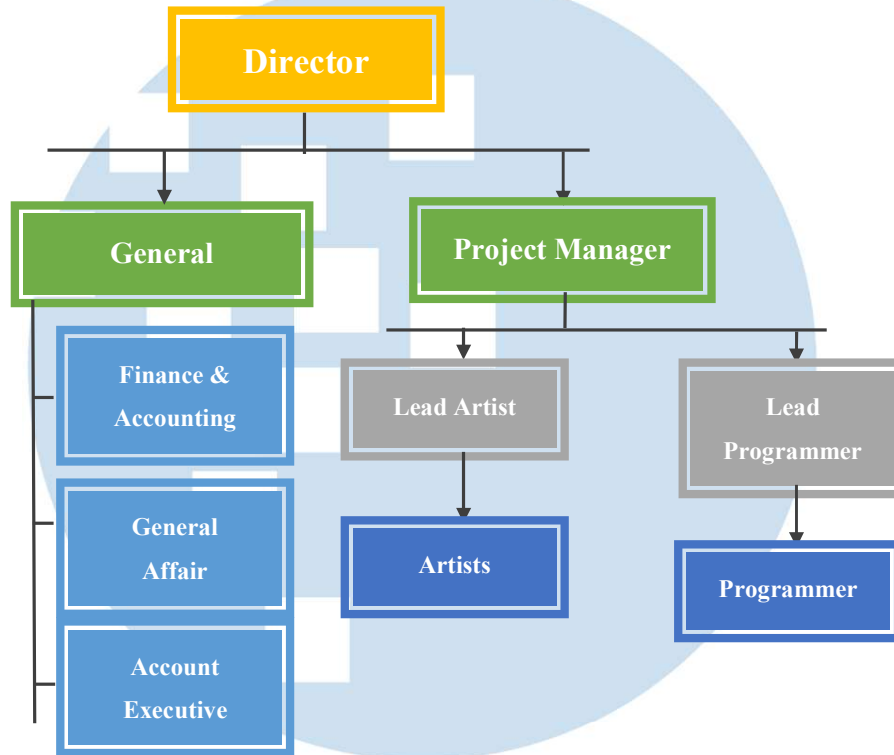 Director
General
Project Manager
Finance &
Accounting
Lead Artist
Lead
Programmer
General
Affair
Artists
Programmer
Account
Executive